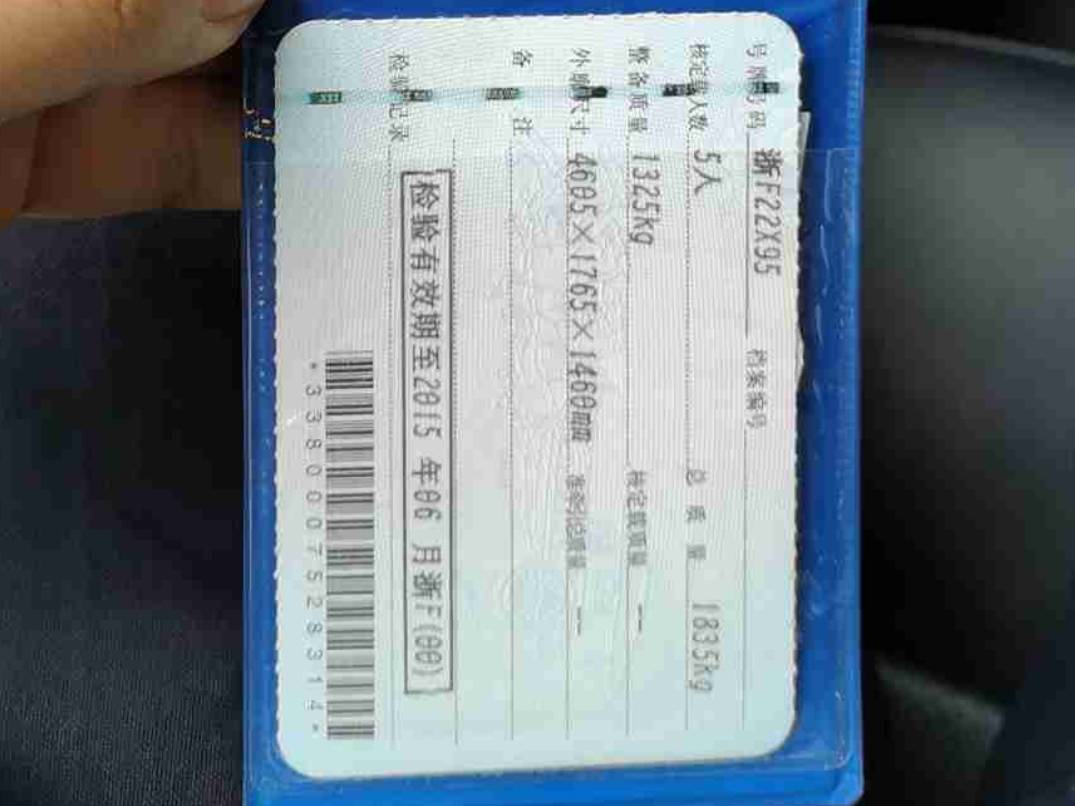 号牌号码 浙F22X95 档案编号
核定载人数 5人 总质量 1835kg
整备质量 1325kg 核定载质量 --
外廓尺寸 4605×1765×1460mm 准牵引总质量 --
备注
检验记录
检验有效期至2015年06月浙F(00)
*3380007528314*